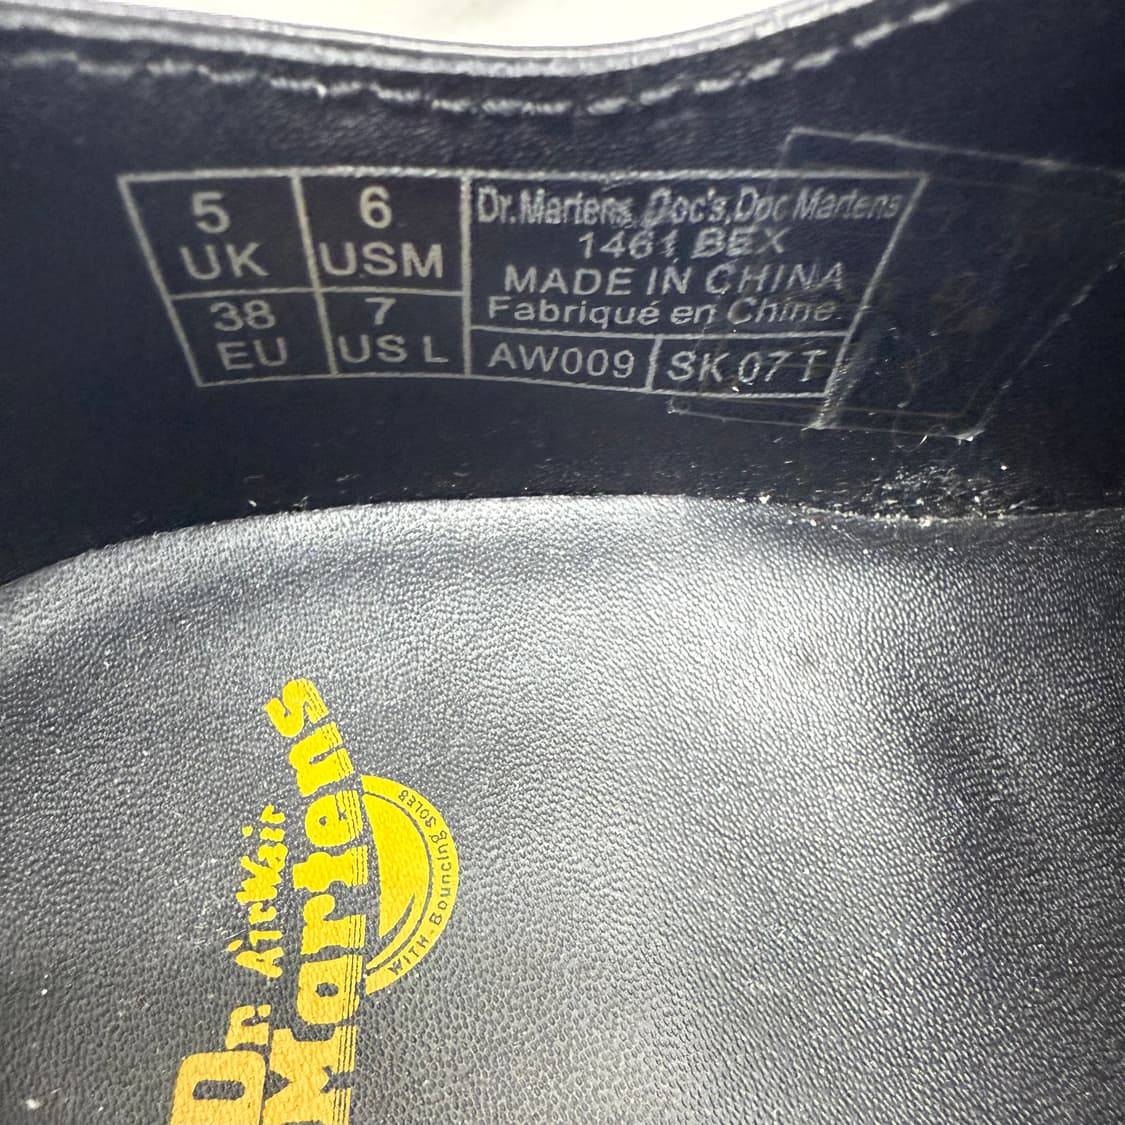 5
UK
6
USM
38
EU
7
US L
Dr.Martens, Doc's, Doc Martens
1461 BEX
MADE IN CHINA
Fabriqué en Chine.
AW009
SK 07 T
Dr. Martens
AirWair
WITH-Bouncing SOLES